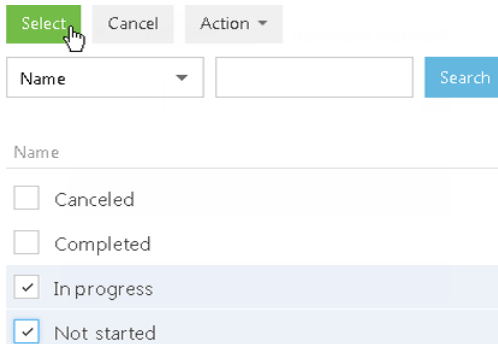 Select Cancel Action
Name Search
Name
Canceled
Completed
In progress
Not started